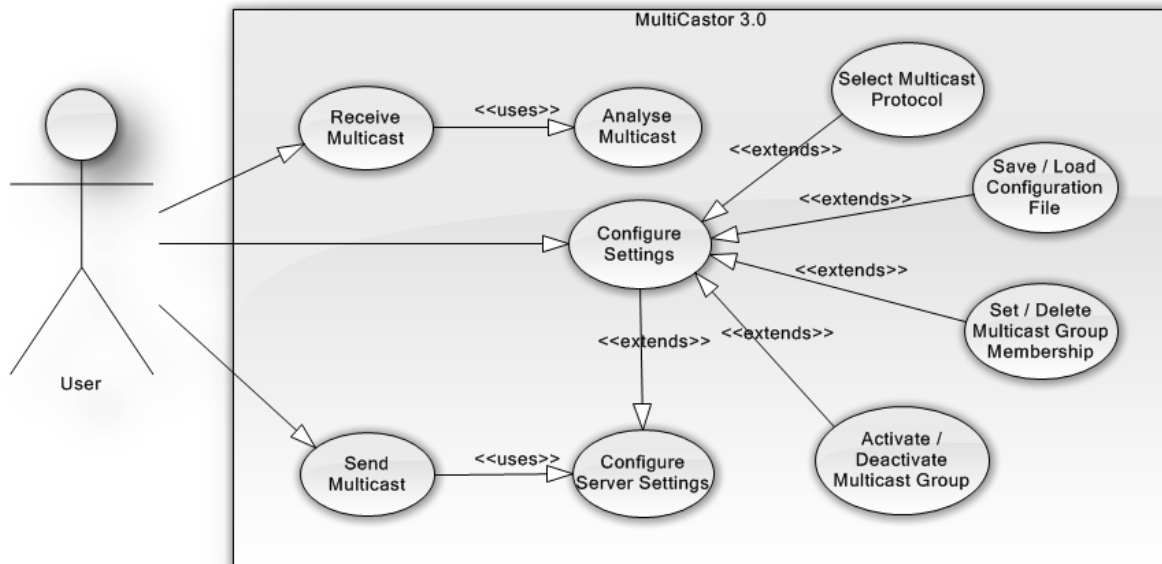 MultiCastor 3.0
Select Multicast
Protocol
Receive
Multicast
<<uses>>
Analyse
Multicast
<<extends>>
Save / Load
Configuration
File
<<extends>>
Configure
Settings
<<extends>>
Set / Delete
Multicast Group
Membership
<<extends>>
<<extends>>
User
Send
Multicast
<<uses>>
Configure
Server Settings
Activate /
Deactivate
Multicast Group